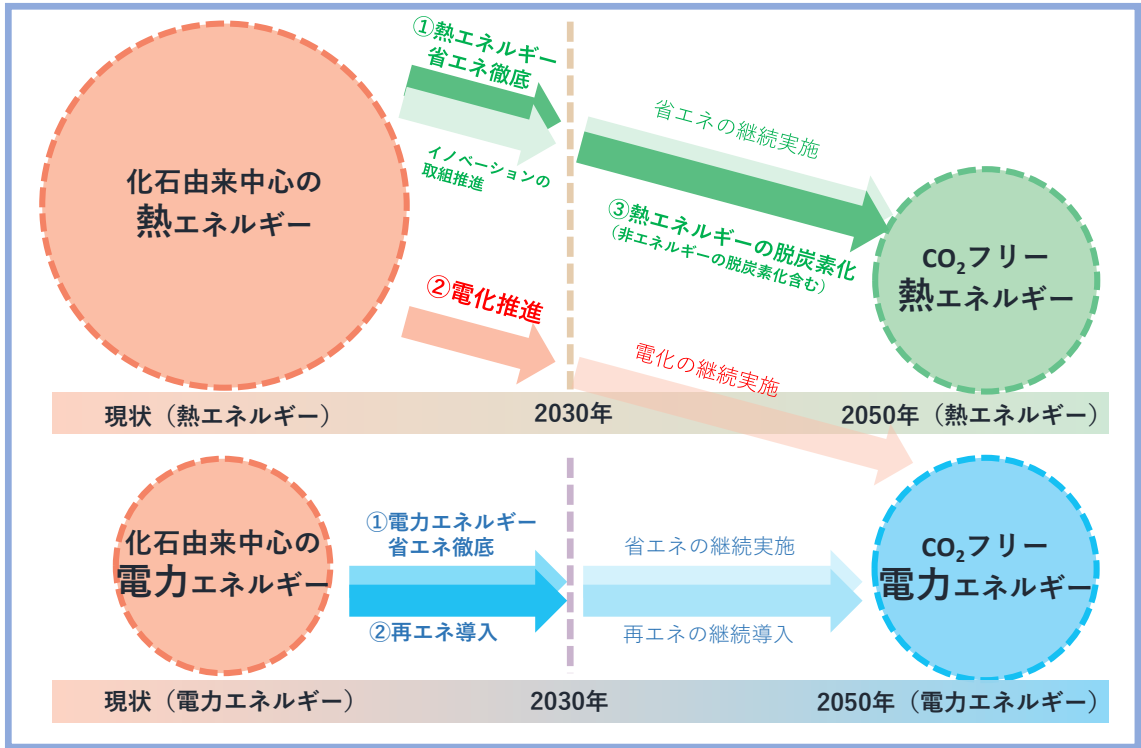 ①熱エネルギー
省エネ徹底
イノベーションの
取組推進
化石由来中心の
熱エネルギー
省エネの継続実施
③熱エネルギーの脱炭素化
（非エネルギーの脱炭素化含む）
CO₂フリー
熱エネルギー
②電化推進
電化の継続実施
現状（熱エネルギー）
2030年
2050年（熱エネルギー）
化石由来中心の
電力エネルギー
①電力エネルギー
省エネ徹底
②再エネ導入
省エネの継続実施
再エネの継続導入
CO₂フリー
電力エネルギー
現状（電力エネルギー）
2030年
2050年（電力エネルギー）